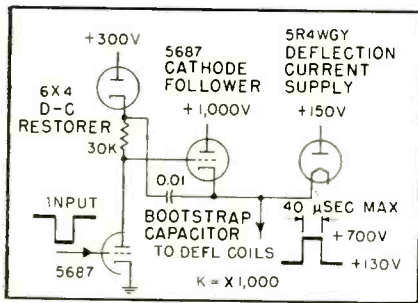 +300V
6X4
D-C
RESTORER
30K
5687
CATHODE
FOLLOWER
+1,000V
5R4WGY
DEFLECTION
CURRENT
SUPPLY
+150V
0.01
BOOTSTRAP
CAPACITOR
TO DEFL COILS
INPUT
5687
40 µSEC MAX
+700V
+130V
K = X 1,000